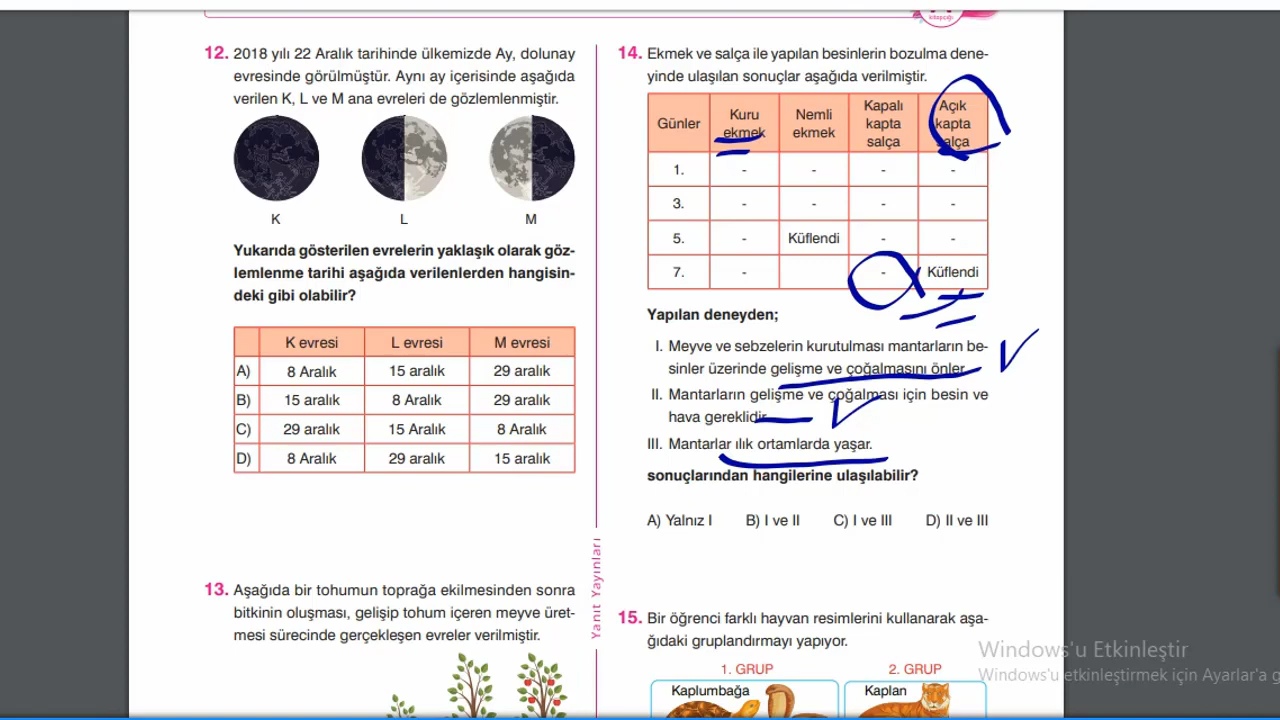 kitapçığı
12. 2018 yılı 22 Aralık tarihinde ülkemizde Ay, dolunay
evresinde görülmüştür. Aynı ay içerisinde aşağıda
verilen K, L ve M ana evreleri de gözlemlenmiştir.
K L M
Yukarıda gösterilen evrelerin yaklaşık olarak göz-
lemlenme tarihi aşağıda verilenlerden hangisin-
deki gibi olabilir?
K evresi L evresi M evresi
A) 8 Aralık 15 aralık 29 aralık
B) 15 aralık 8 Aralık 29 aralık
C) 29 aralık 15 Aralık 8 Aralık
D) 8 Aralık 29 aralık 15 aralık
13. Aşağıda bir tohumun toprağa ekilmesinden sonra
bitkinin oluşması, gelişip tohum içeren meyve üret-
mesi sürecinde gerçekleşen evreler verilmiştir.
Yanıt Yayınları
14. Ekmek ve salça ile yapılan besinlerin bozulma dene-
yinde ulaşılan sonuçlar aşağıda verilmiştir.
Günler Kuru ekmek Nemli ekmek Kapalı kapta salça Açık kapta salça
1. - - - -
3. - - - -
5. - Küflendi - -
7. - - Küflendi
Yapılan deneyden;
I. Meyve ve sebzelerin kurutulması mantarların be-
sinler üzerinde gelişme ve çoğalmasını önler.
II. Mantarların gelişme ve çoğalması için besin ve
hava gereklidir.
III. Mantarlar ılık ortamlarda yaşar.
sonuçlarından hangilerine ulaşılabilir?
A) Yalnız I B) I ve II C) I ve III D) II ve III
15. Bir öğrenci farklı hayvan resimlerini kullanarak aşa-
ğıdaki gruplandırmayı yapıyor.
1. GRUP 2. GRUP
Kaplumbağa Kaplan
Windows'u Etkinleştir
Windows'u etkinleştirmek için Ayarlar'a g